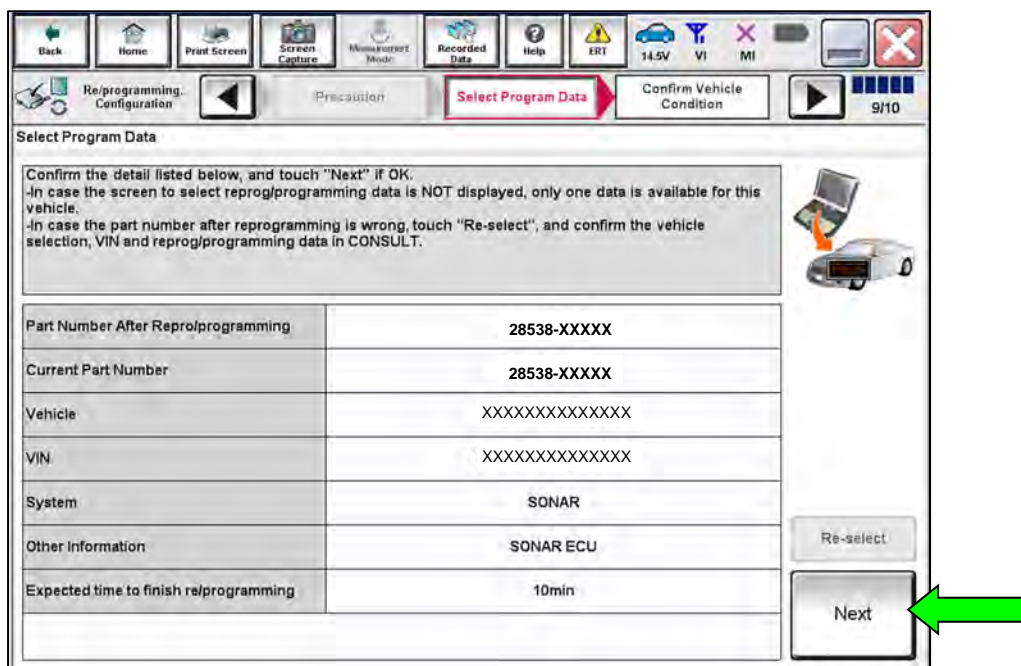 Back Home Print Screen Screen Capture Measurement Mode Recorded Data Help ERT 14.5V VI MI
Re/programming, Configuration Precaution Select Program Data Confirm Vehicle Condition 9/10
Select Program Data
Confirm the detail listed below, and touch "Next" if OK.
-In case the screen to select reprog/programming data is NOT displayed, only one data is available for this
vehicle.
-In case the part number after reprogramming is wrong, touch "Re-select", and confirm the vehicle
selection, VIN and reprog/programming data in CONSULT.
Part Number After Repro/programming 28538-XXXXX
Current Part Number 28538-XXXXX
Vehicle XXXXXXXXXXXXXX
VIN XXXXXXXXXXXXXX
System SONAR
Other Information SONAR ECU
Re-select
Expected time to finish re/programming 10min
Next